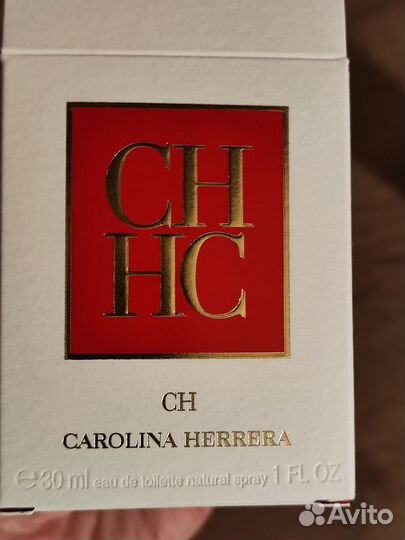 CH
HC
CH
CAROLINA HERRERA
℮30 ml eau de toilette natural spray 1 FL OZ
Avito